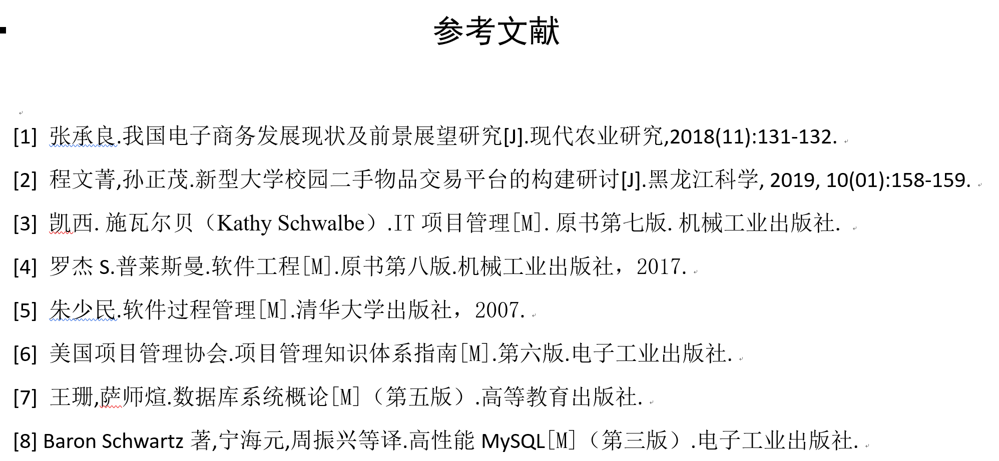 参考文献
[1] 张承良.我国电子商务发展现状及前景展望研究[J].现代农业研究,2018(11):131-132.
[2] 程文菁,孙正茂.新型大学校园二手物品交易平台的构建研讨[J].黑龙江科学, 2019, 10(01):158-159.
[3] 凯西. 施瓦尔贝（Kathy Schwalbe）.IT 项目管理[M]. 原书第七版. 机械工业出版社.
[4] 罗杰 S.普莱斯曼.软件工程[M].原书第八版.机械工业出版社，2017.
[5] 朱少民.软件过程管理[M].清华大学出版社，2007.
[6] 美国项目管理协会.项目管理知识体系指南[M].第六版.电子工业出版社.
[7] 王珊,萨师煊.数据库系统概论[M]（第五版）.高等教育出版社.
[8] Baron Schwartz 著,宁海元,周振兴等译.高性能 MySQL[M]（第三版）.电子工业出版社.